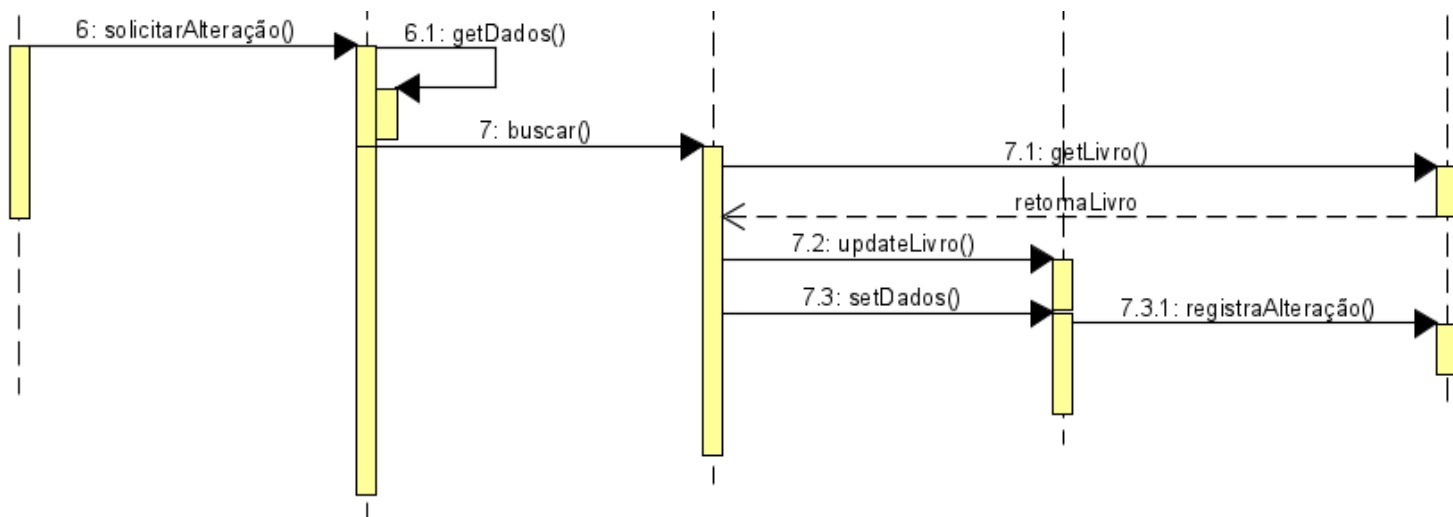 6: solicitarAlteração()
6.1: getDados()
7: buscar()
7.1: getLivro()
retornaLivro
7.2: updateLivro()
7.3: setDados()
7.3.1: registraAlteração()